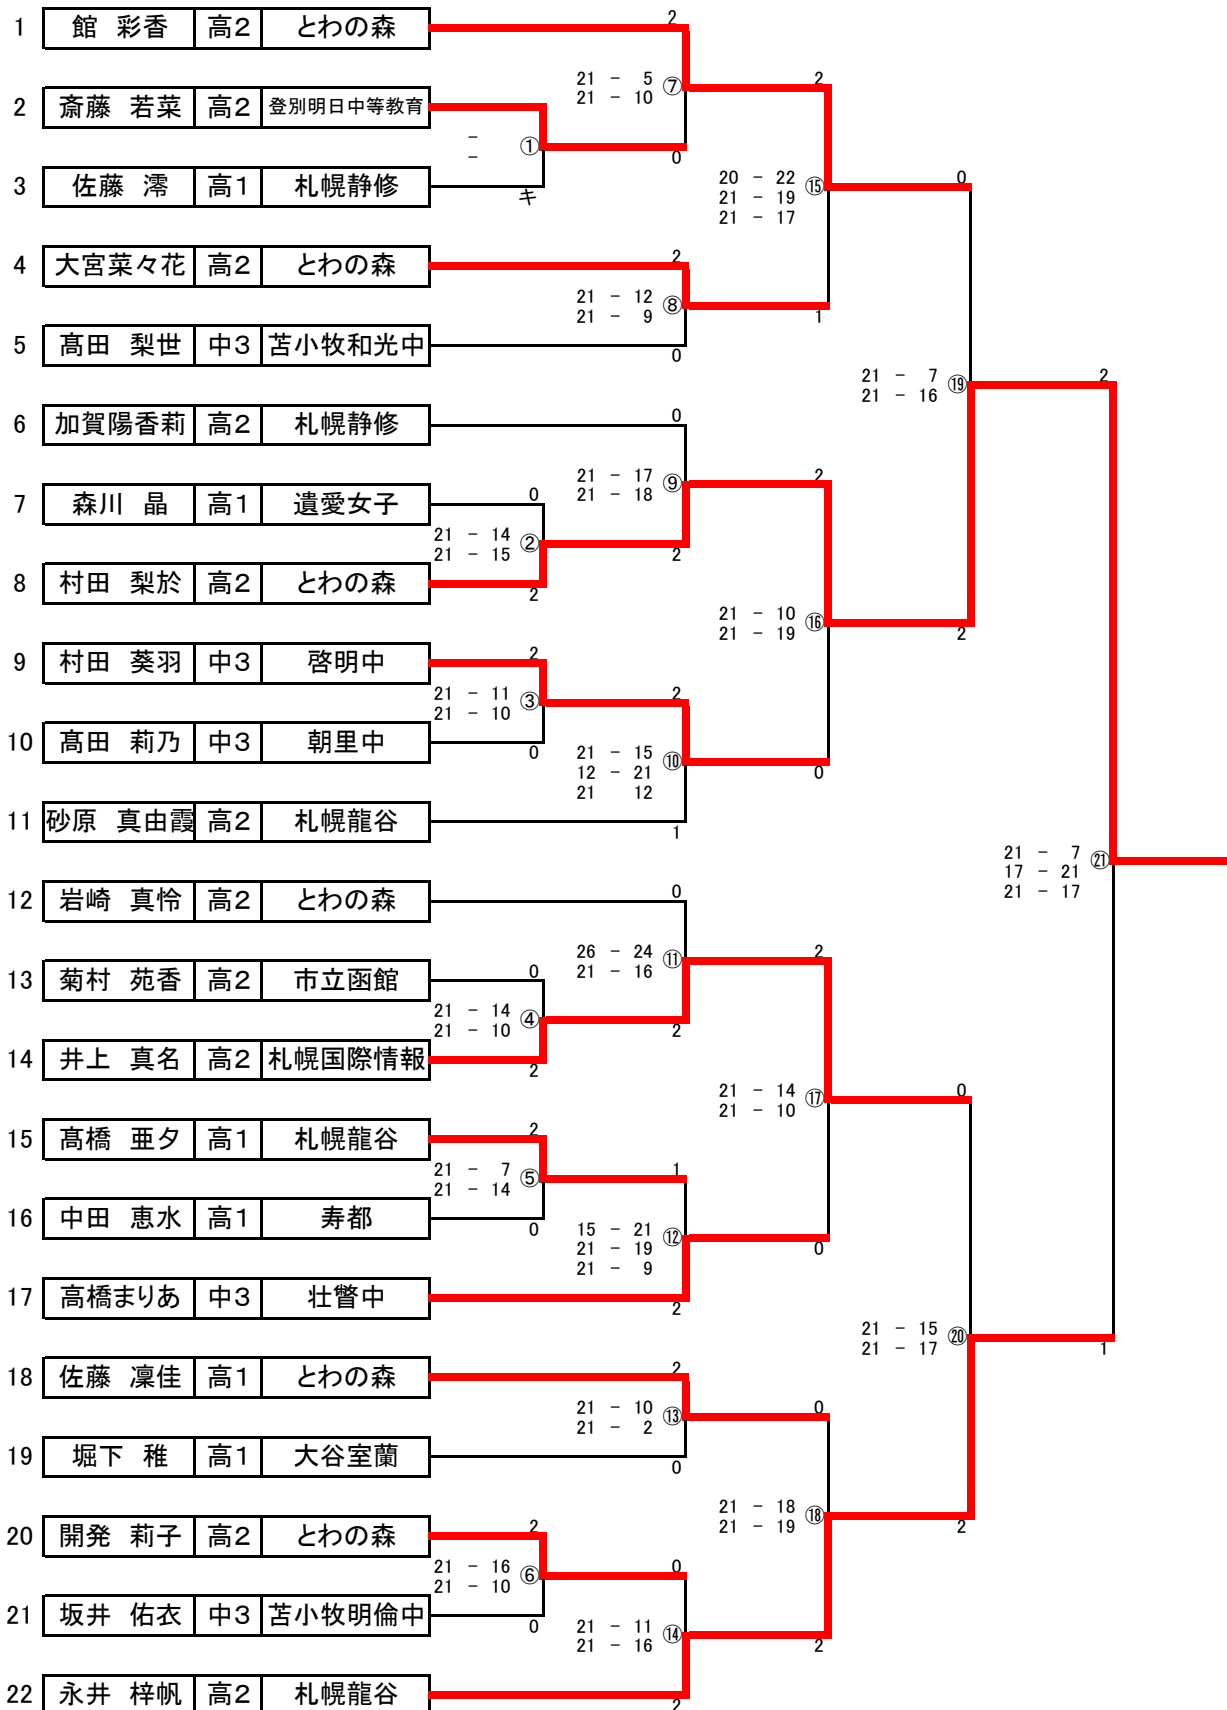 1 館 彩香 高2 とわの森 2
21 - 5 ⑦ 2
21 - 10
2 斎藤 若菜 高2 登別明日中等教育
- ①
- 0
3 佐藤 澪 高1 札幌静修 キ
20 - 22 ⑮ 0
21 - 19
21 - 17
4 大宮菜々花 高2 とわの森 2
21 - 12 ⑧
21 - 9 1
5 髙田 梨世 中3 苫小牧和光中 0
21 - 7 ⑲ 2
21 - 16
6 加賀陽香莉 高2 札幌静修 0
21 - 17 ⑨ 2
21 - 18
7 森川 晶 高1 遺愛女子 0
21 - 14 ②
21 - 15 2
8 村田 梨於 高2 とわの森 2
21 - 10 ⑯
21 - 19 2
9 村田 葵羽 中3 啓明中 2
21 - 11 ③ 2
21 - 10
10 髙田 莉乃 中3 朝里中 0
21 - 15 ⑩
12 - 21 0
21 12
11 砂原 真由霞 高2 札幌龍谷 1
21 - 7 ㉑
17 - 21
21 - 17
12 岩崎 真怜 高2 とわの森 0
26 - 24 ⑪ 2
21 - 16
13 菊村 苑香 高2 市立函館 0
21 - 14 ④
21 - 10 2
14 井上 真名 高2 札幌国際情報 2
21 - 14 ⑰ 0
21 - 10
15 髙橋 亜夕 高1 札幌龍谷 2
21 - 7 ⑤ 1
21 - 14
16 中田 恵水 高1 寿都 0
15 - 21 ⑫
21 - 19 0
21 - 9
17 高橋まりあ 中3 壮瞥中 2
21 - 15 ⑳
21 - 17 1
18 佐藤 凜佳 高1 とわの森 2
21 - 10 ⑬ 0
21 - 2
19 堀下 稚 高1 大谷室蘭 0
21 - 18 ⑱
21 - 19 2
20 開発 莉子 高2 とわの森 2
21 - 16 ⑥ 0
21 - 10
21 坂井 佑衣 中3 苫小牧明倫中 0
21 - 11 ⑭
21 - 16 2
22 永井 梓帆 高2 札幌龍谷 2